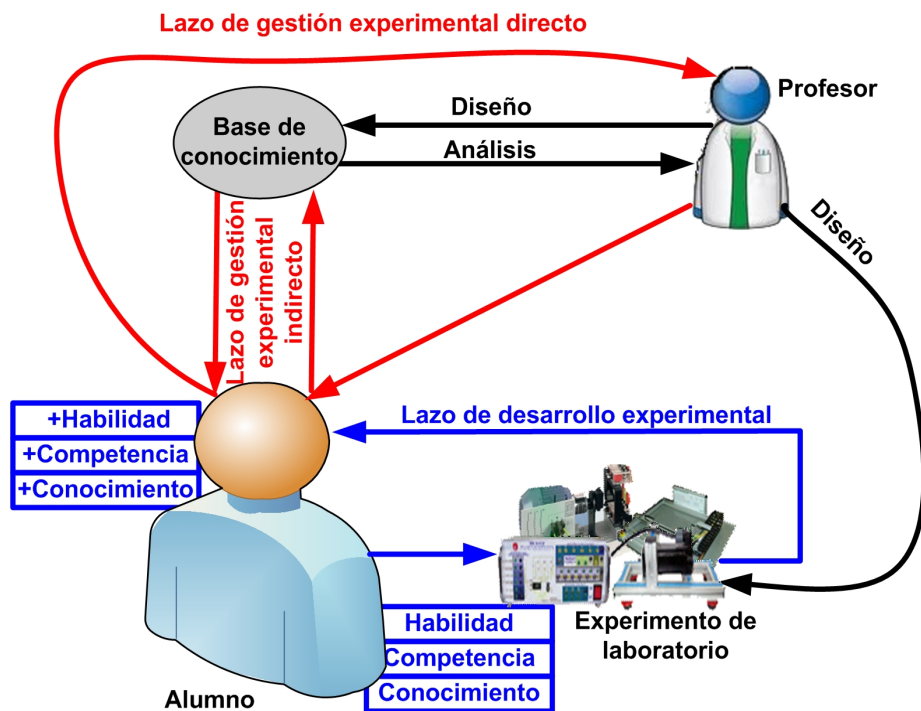 Lazo de gestión experimental directo
Profesor
Diseño
Base de
conocimiento
Análisis
Diseño
Lazo de gestión
experimental
indirecto
+Habilidad
+Competencia
+Conocimiento
Lazo de desarrollo experimental
Habilidad
Competencia
Conocimiento
Experimento de
laboratorio
Alumno